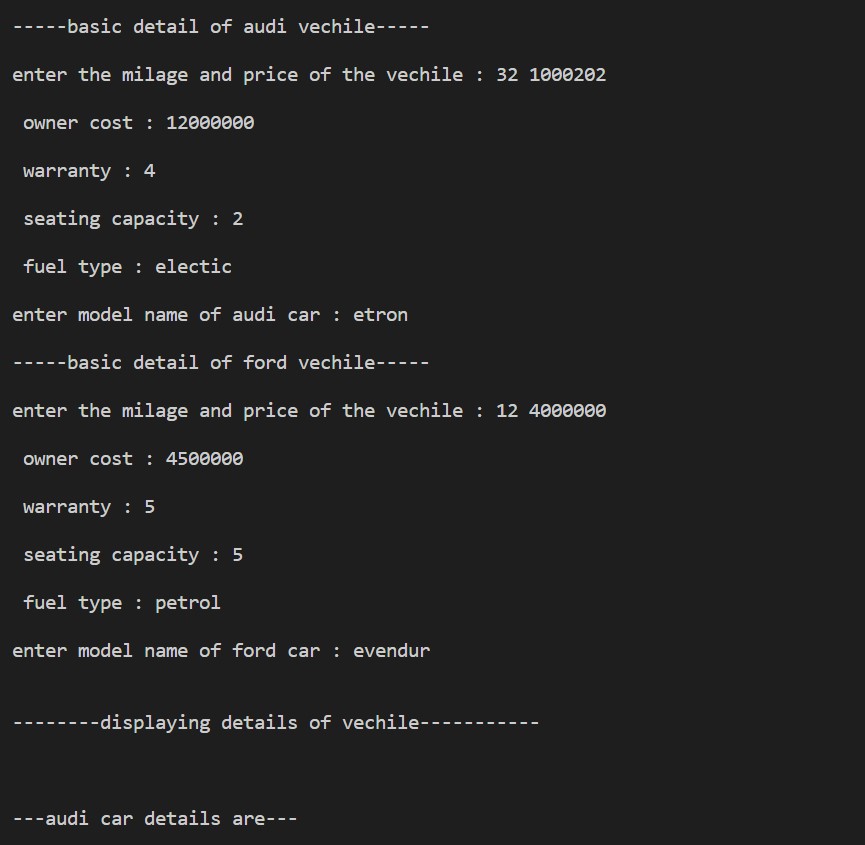 -----basic detail of audi vechile-----
enter the milage and price of the vechile : 32 1000202
owner cost : 12000000
warranty : 4
seating capacity : 2
fuel type : electic
enter model name of audi car : etron
-----basic detail of ford vechile-----
enter the milage and price of the vechile : 12 4000000
owner cost : 4500000
warranty : 5
seating capacity : 5
fuel type : petrol
enter model name of ford car : evendur
--------displaying details of vechile-----------
---audi car details are---